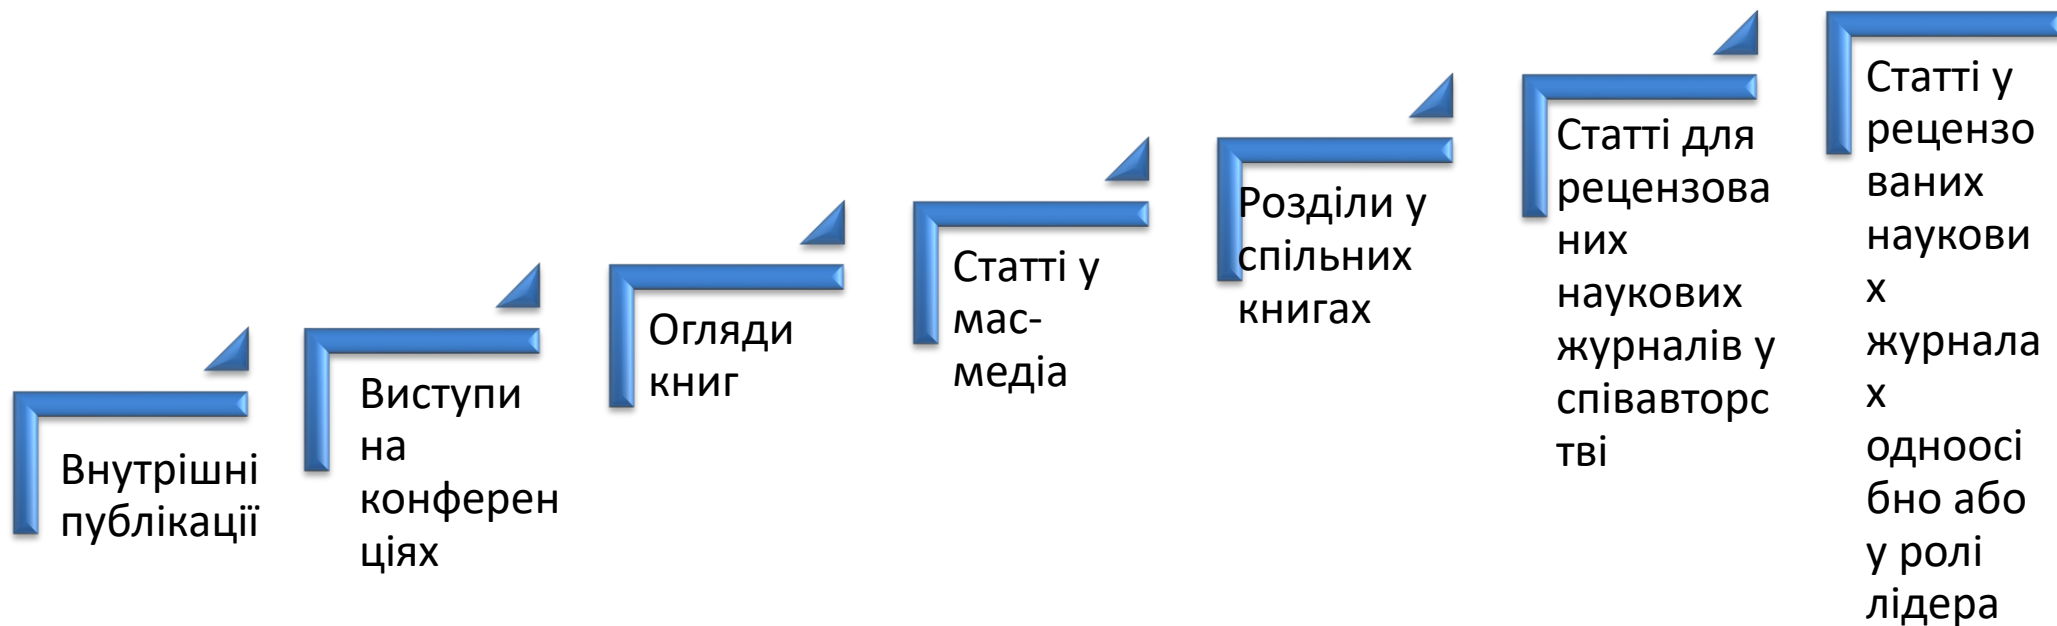 Внутрішні
публікації
Виступи
на
конферен
ціях
Огляди
книг
Статті у
мас-
медіа
Розділи у
спільних
книгах
Статті для
рецензова
них
наукових
журналів у
співавторс
тві
Статті у
рецензо
ваних
наукови
х
журнала
х
одноосі
бно або
у ролі
лідера